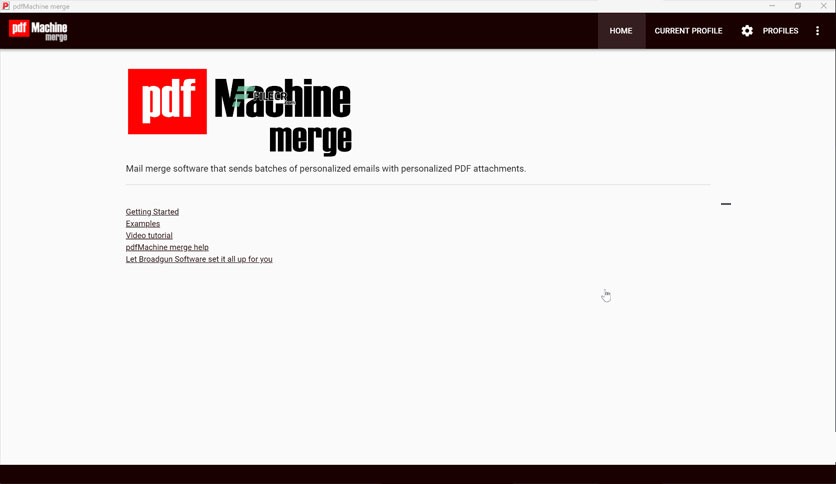 pdfMachine merge
pdf Machine merge
HOME
CURRENT PROFILE
PROFILES
pdf Machine
merge
FILECR
Mail merge software that sends batches of personalized emails with personalized PDF attachments.
Getting Started
Examples
Video tutorial
pdfMachine merge help
Let Broadgun Software set it all up for you